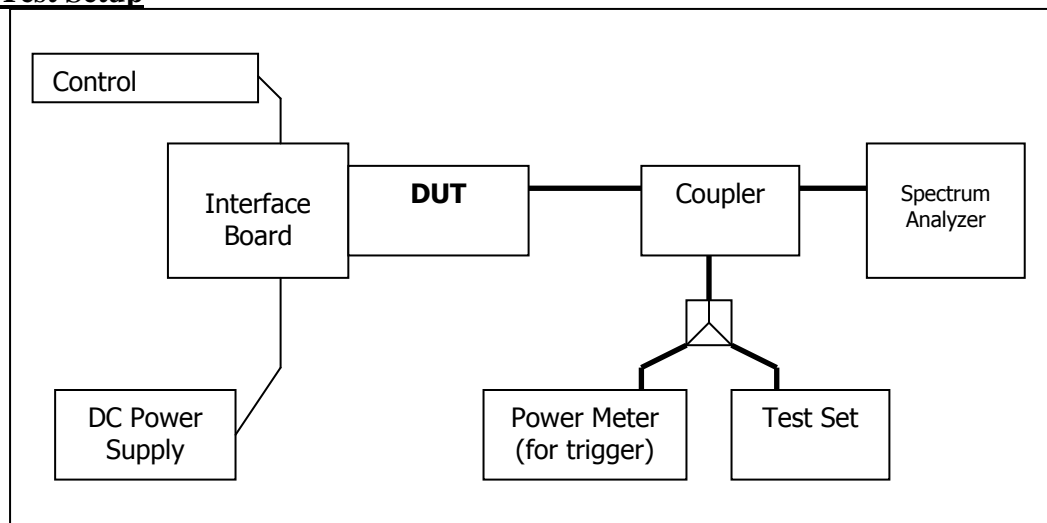 Test Setup
Control
Interface
Board
DUT
Coupler
Spectrum
Analyzer
DC Power
Supply
Power Meter
(for trigger)
Test Set